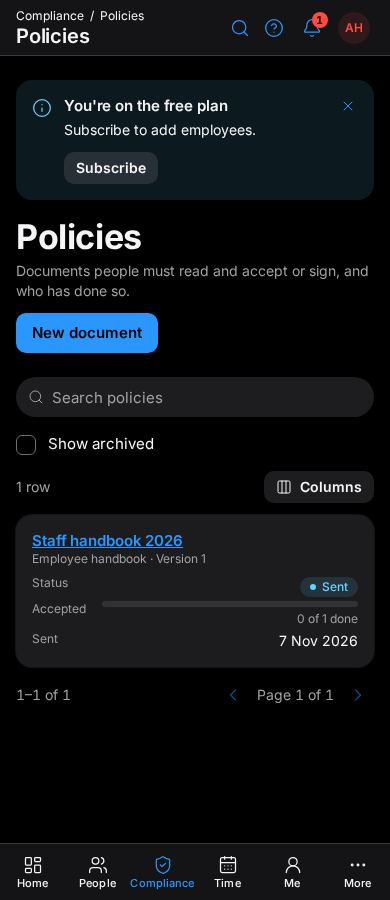 Compliance / Policies
Policies
1
AH
You're on the free plan
Subscribe to add employees.
Subscribe
Policies
Documents people must read and accept or sign, and
who has done so.
New document
Search policies
Show archived
1 row
Columns
Staff handbook 2026
Employee handbook · Version 1
Status
Sent
Accepted
0 of 1 done
Sent
7 Nov 2026
1–1 of 1
Page 1 of 1
Home
People
Compliance
Time
Me
More